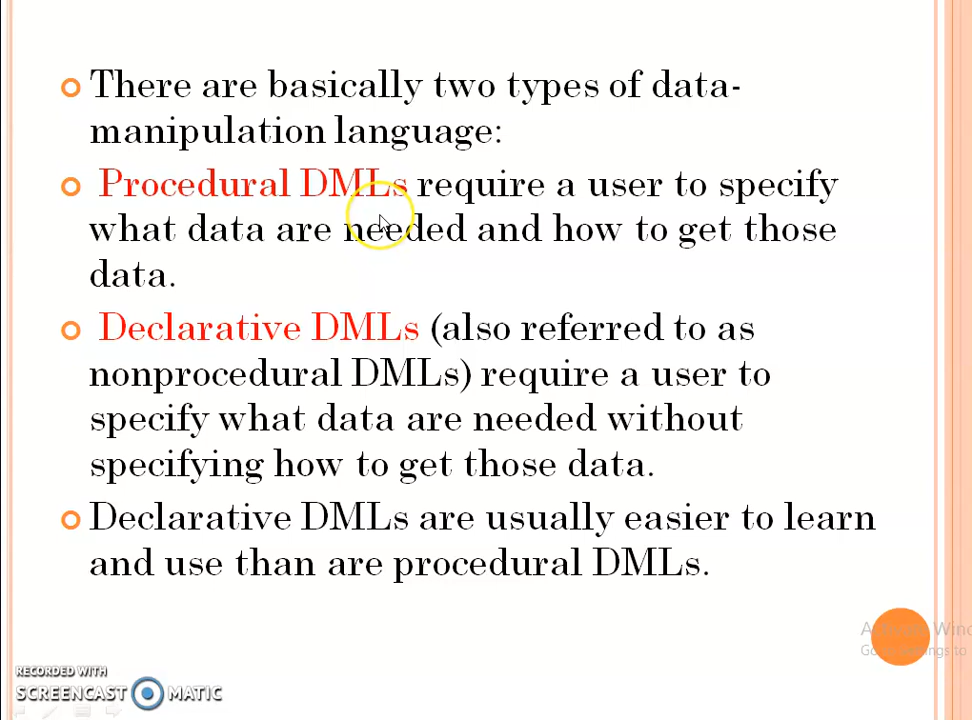 There are basically two types of data-
manipulation language:
Procedural DMLs require a user to specify
what data are needed and how to get those
data.
Declarative DMLs (also referred to as
nonprocedural DMLs) require a user to
specify what data are needed without
specifying how to get those data.
Declarative DMLs are usually easier to learn
and use than are procedural DMLs.
RECORDED WITH
SCREENCAST MATIC